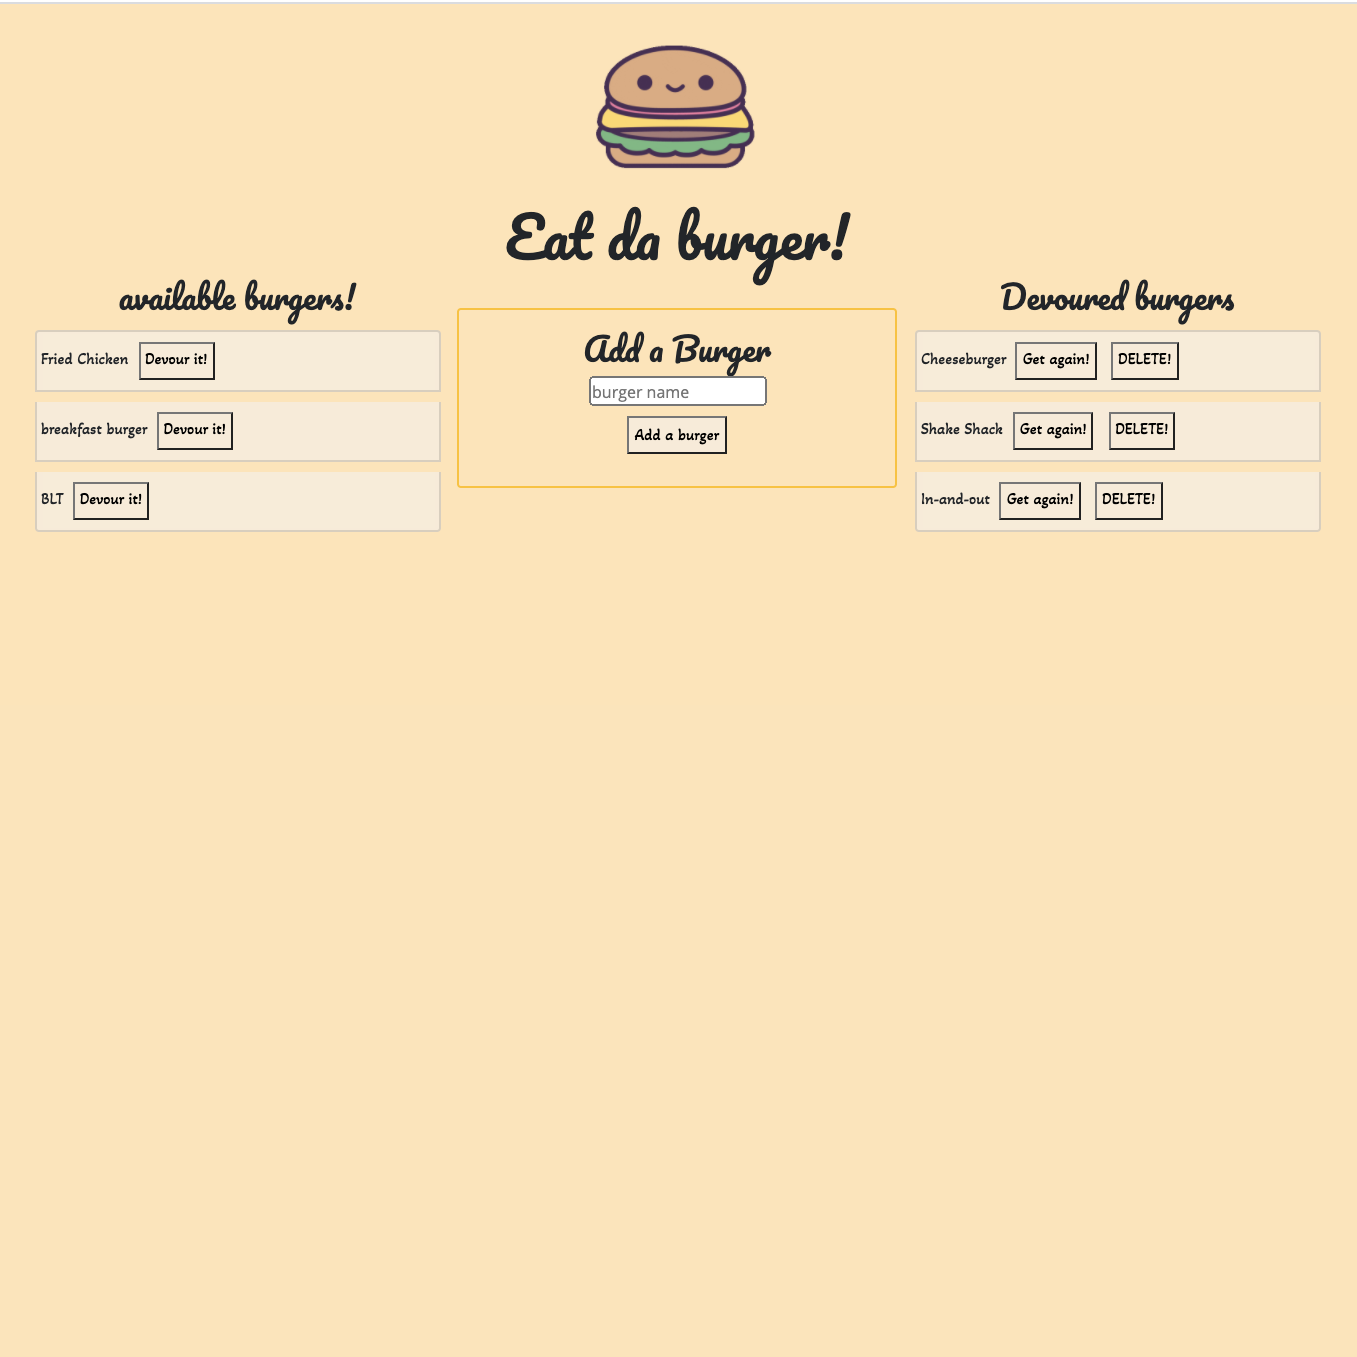 Eat da burger!
available burgers!
Fried Chicken Devour it!
breakfast burger Devour it!
BLT Devour it!
Add a Burger
burger name
Add a burger
Devoured burgers
Cheeseburger Get again! DELETE!
Shake Shack Get again! DELETE!
In-and-out Get again! DELETE!